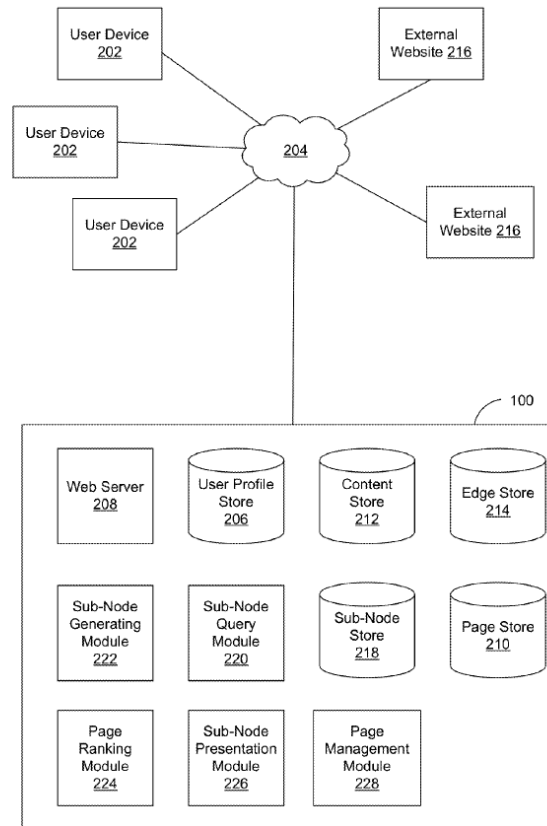 User Device
202
External
Website 216
User Device
202
204
User Device
202
External
Website 216
100
Web Server
208
User Profile
Store
206
Content
Store
212
Edge Store
214
Sub-Node
Generating
Module
222
Sub-Node
Query
Module
220
Sub-Node
Store
218
Page Store
210
Page
Ranking
Module
224
Sub-Node
Presentation
Module
226
Page
Management
Module
228